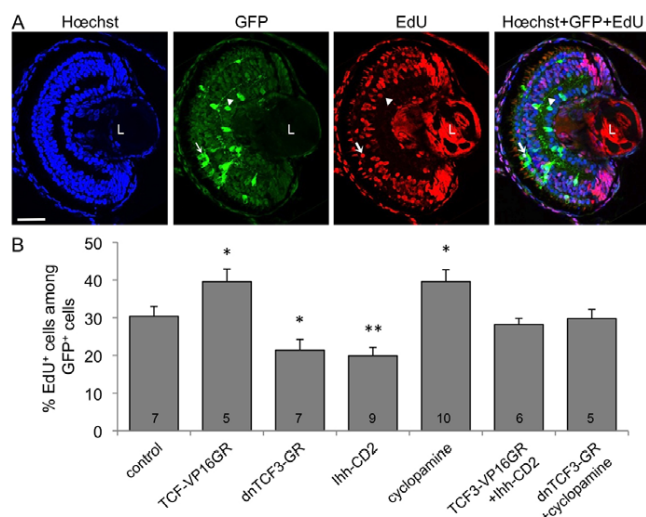 A Hœchst GFP EdU Hœchst+GFP+EdU
L L L L
B
50
40
30
20
10
0
% EdU⁺ cells among
GFP⁺ cells
* * ** *
7 5 7 9 10 6 5
control
TCF-VP16GR
dnTCF3-GR
Ihh-CD2
cyclopamine
TCF3-VP16GR
+Ihh-CD2
dnTCF3-GR
+cyclopamine